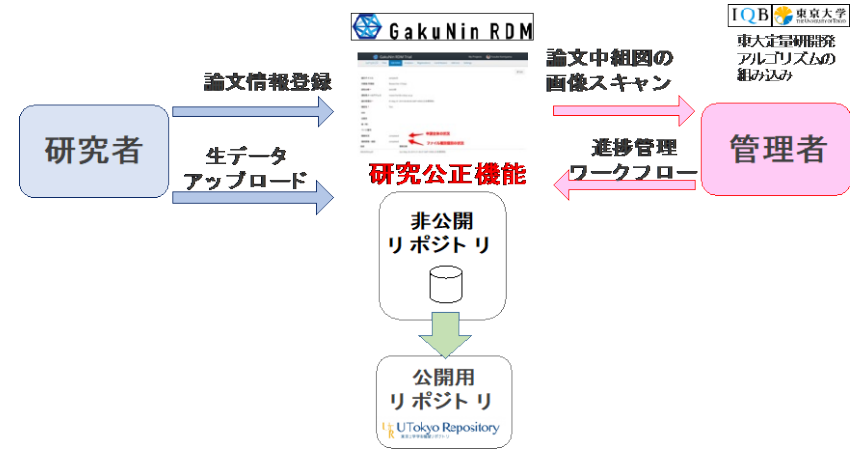 GakuNin RDM
IQB 東京大学
THE UNIVERSITY OF TOKYO
東大定量研開発
アルゴリズムの
組み込み
論文情報登録
論文中組図の
画像スキャン
研究者
生データ
アップロード
進捗管理
ワークフロー
管理者
研究公正機能
非公開
リポジトリ
公開用
リポジトリ
UTokyo Repository